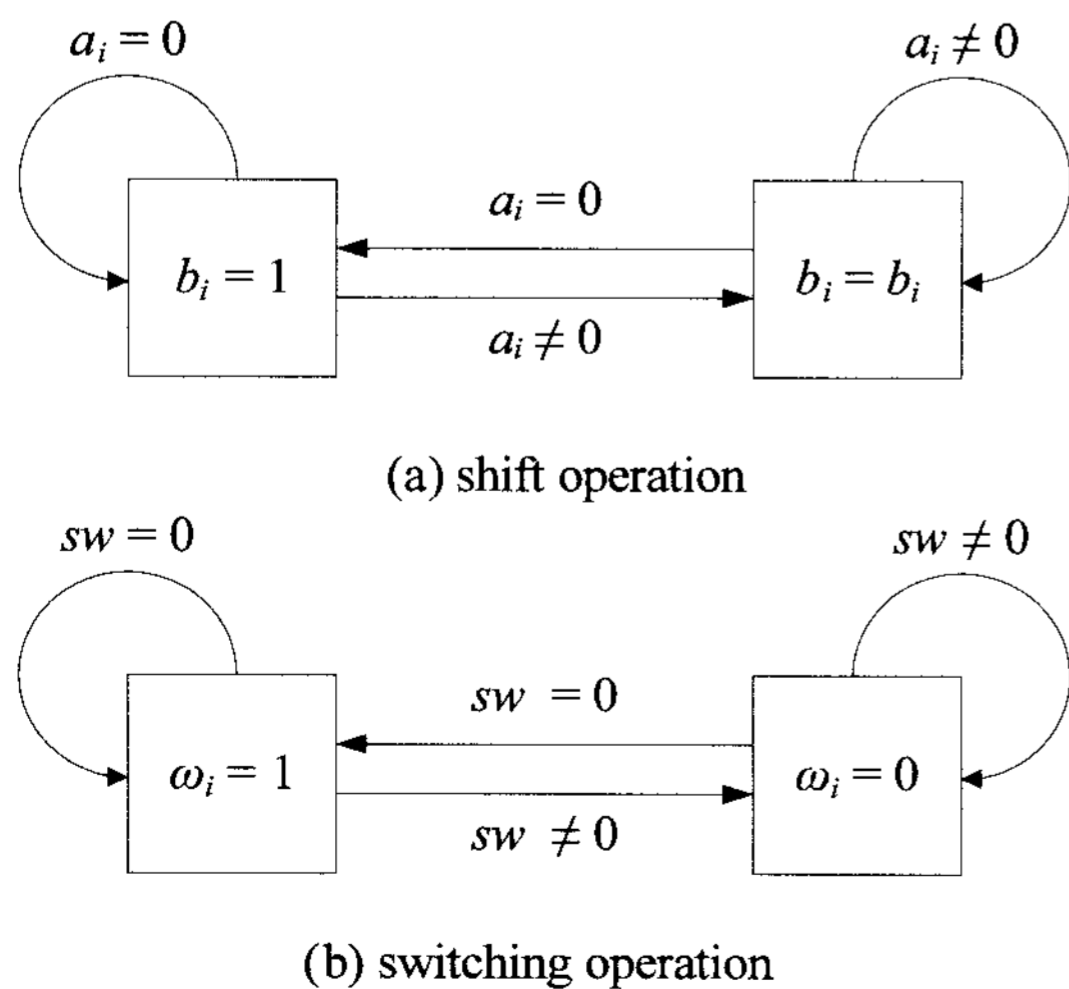 a_i = 0
a_i ≠ 0
a_i = 0
b_i = 1
b_i = b_i
a_i ≠ 0
(a) shift operation
sw = 0
sw ≠ 0
sw = 0
ω_i = 1
ω_i = 0
sw ≠ 0
(b) switching operation